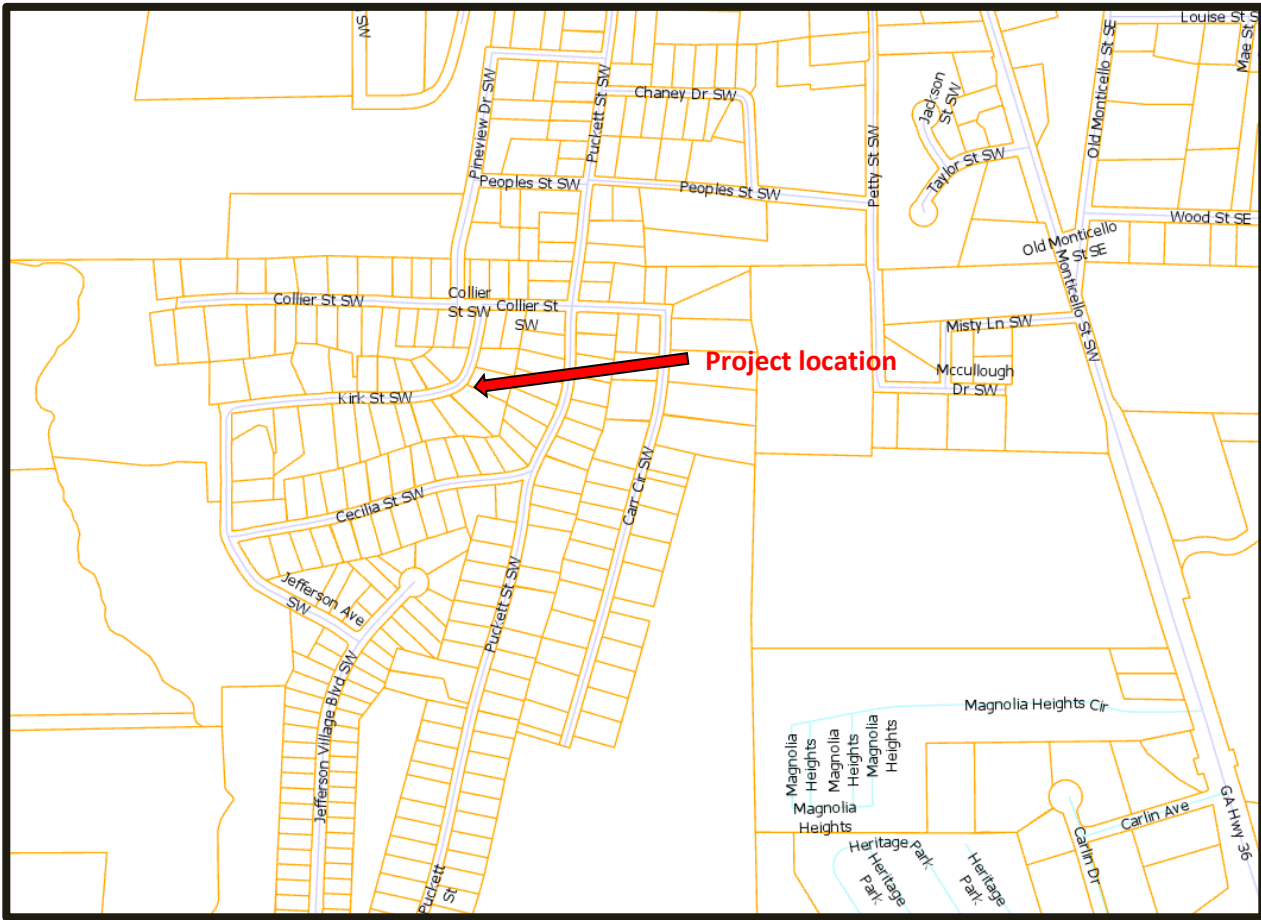 SW
Louise St S
Mae St S
Old Monticello St SE
Pineview Dr SW
Puckett St SW
Chaney Dr SW
Jackson
St SW
Petty St SW
Taylor St SW
Peoples St SW
Peoples St SW
Wood St SE
Old Monticello
St SE
Monticello St SW
Collier St SW
Collier
St SW
Collier St
SW
Misty Ln SW
Project location
Mccullough
Dr SW
Kirk St SW
Carr Cir SW
Cecilia St SW
Jefferson Ave
SW
Puckett St SW
Jefferson Village Blvd SW
Magnolia Heights Cir
Magnolia
Heights
Magnolia
Heights
Magnolia
Heights
Magnolia
Heights
GA Hwy 36
Carlin Ave
Carlin Dr
Heritage Park
Heritage
Park
Heritage
Park
Puckett
St